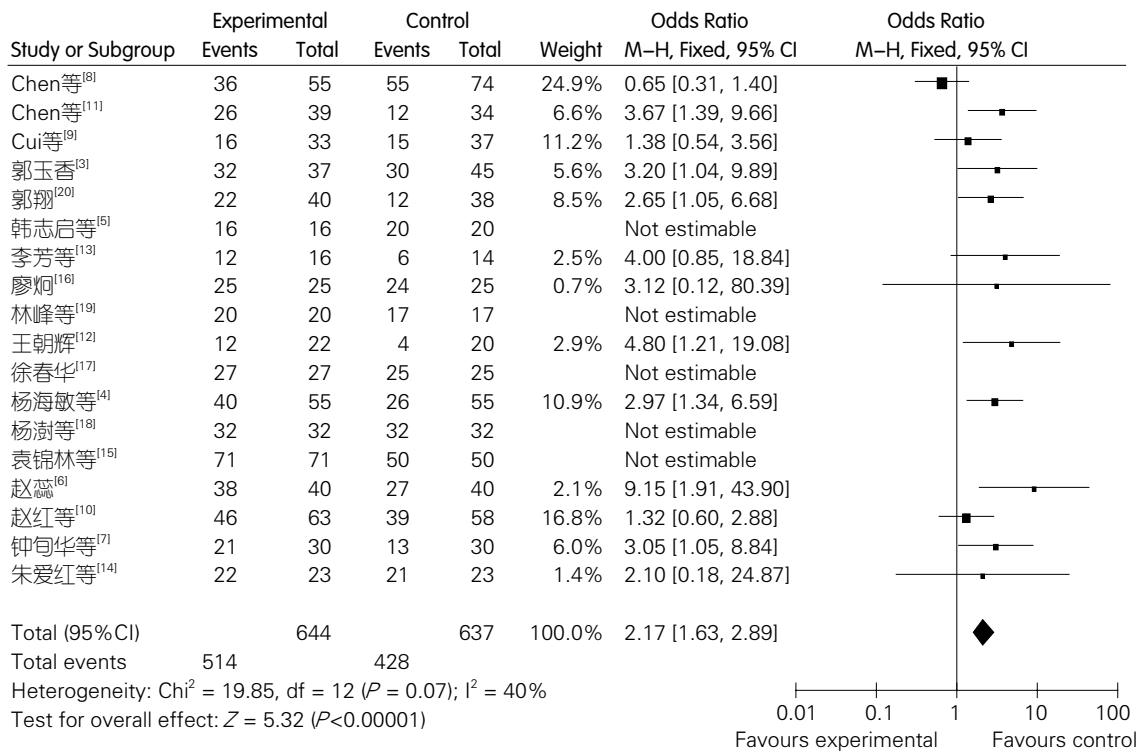 Experimental Control Odds Ratio Odds Ratio
Study or Subgroup Events Total Events Total Weight M–H, Fixed, 95% CI M–H, Fixed, 95% CI
Chen等[8] 36 55 55 74 24.9% 0.65 [0.31, 1.40]
Chen等[11] 26 39 12 34 6.6% 3.67 [1.39, 9.66]
Cui等[9] 16 33 15 37 11.2% 1.38 [0.54, 3.56]
郭玉香[3] 32 37 30 45 5.6% 3.20 [1.04, 9.89]
郭翔[20] 22 40 12 38 8.5% 2.65 [1.05, 6.68]
韩志启等[5] 16 16 20 20 Not estimable
李芳等[13] 12 16 6 14 2.5% 4.00 [0.85, 18.84]
廖炯[16] 25 25 24 25 0.7% 3.12 [0.12, 80.39]
林峰等[19] 20 20 17 17 Not estimable
王朝辉[12] 12 22 4 20 2.9% 4.80 [1.21, 19.08]
徐春华[17] 27 27 25 25 Not estimable
杨海敏等[4] 40 55 26 55 10.9% 2.97 [1.34, 6.59]
杨澍等[18] 32 32 32 32 Not estimable
袁锦林等[15] 71 71 50 50 Not estimable
赵蕊[6] 38 40 27 40 2.1% 9.15 [1.91, 43.90]
赵红等[10] 46 63 39 58 16.8% 1.32 [0.60, 2.88]
钟旬华等[7] 21 30 13 30 6.0% 3.05 [1.05, 8.84]
朱爱红等[14] 22 23 21 23 1.4% 2.10 [0.18, 24.87]
Total (95%CI) 644 637 100.0% 2.17 [1.63, 2.89]
Total events 514 428
Heterogeneity: Chi² = 19.85, df = 12 (P = 0.07); I² = 40%
Test for overall effect: Z = 5.32 (P<0.00001)
0.01 0.1 1 10 100
Favours experimental Favours control